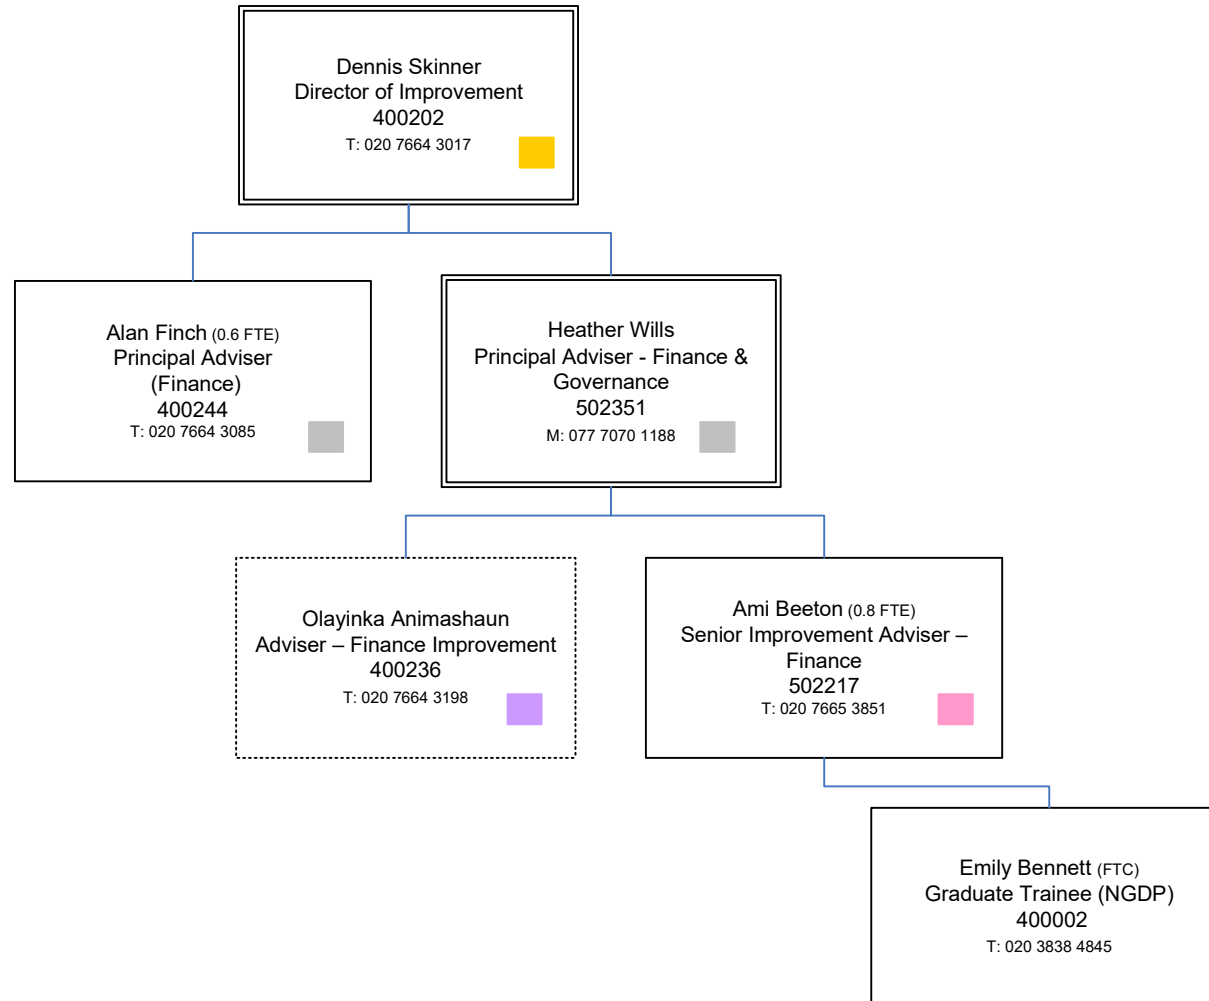 Dennis Skinner
Director of Improvement
400202
T: 020 7664 3017
Alan Finch (0.6 FTE)
Principal Adviser
(Finance)
400244
T: 020 7664 3085
Heather Wills
Principal Adviser - Finance &
Governance
502351
M: 077 7070 1188
Olayinka Animashaun
Adviser – Finance Improvement
400236
T: 020 7664 3198
Ami Beeton (0.8 FTE)
Senior Improvement Adviser –
Finance
502217
T: 020 7665 3851
Emily Bennett (FTC)
Graduate Trainee (NGDP)
400002
T: 020 3838 4845